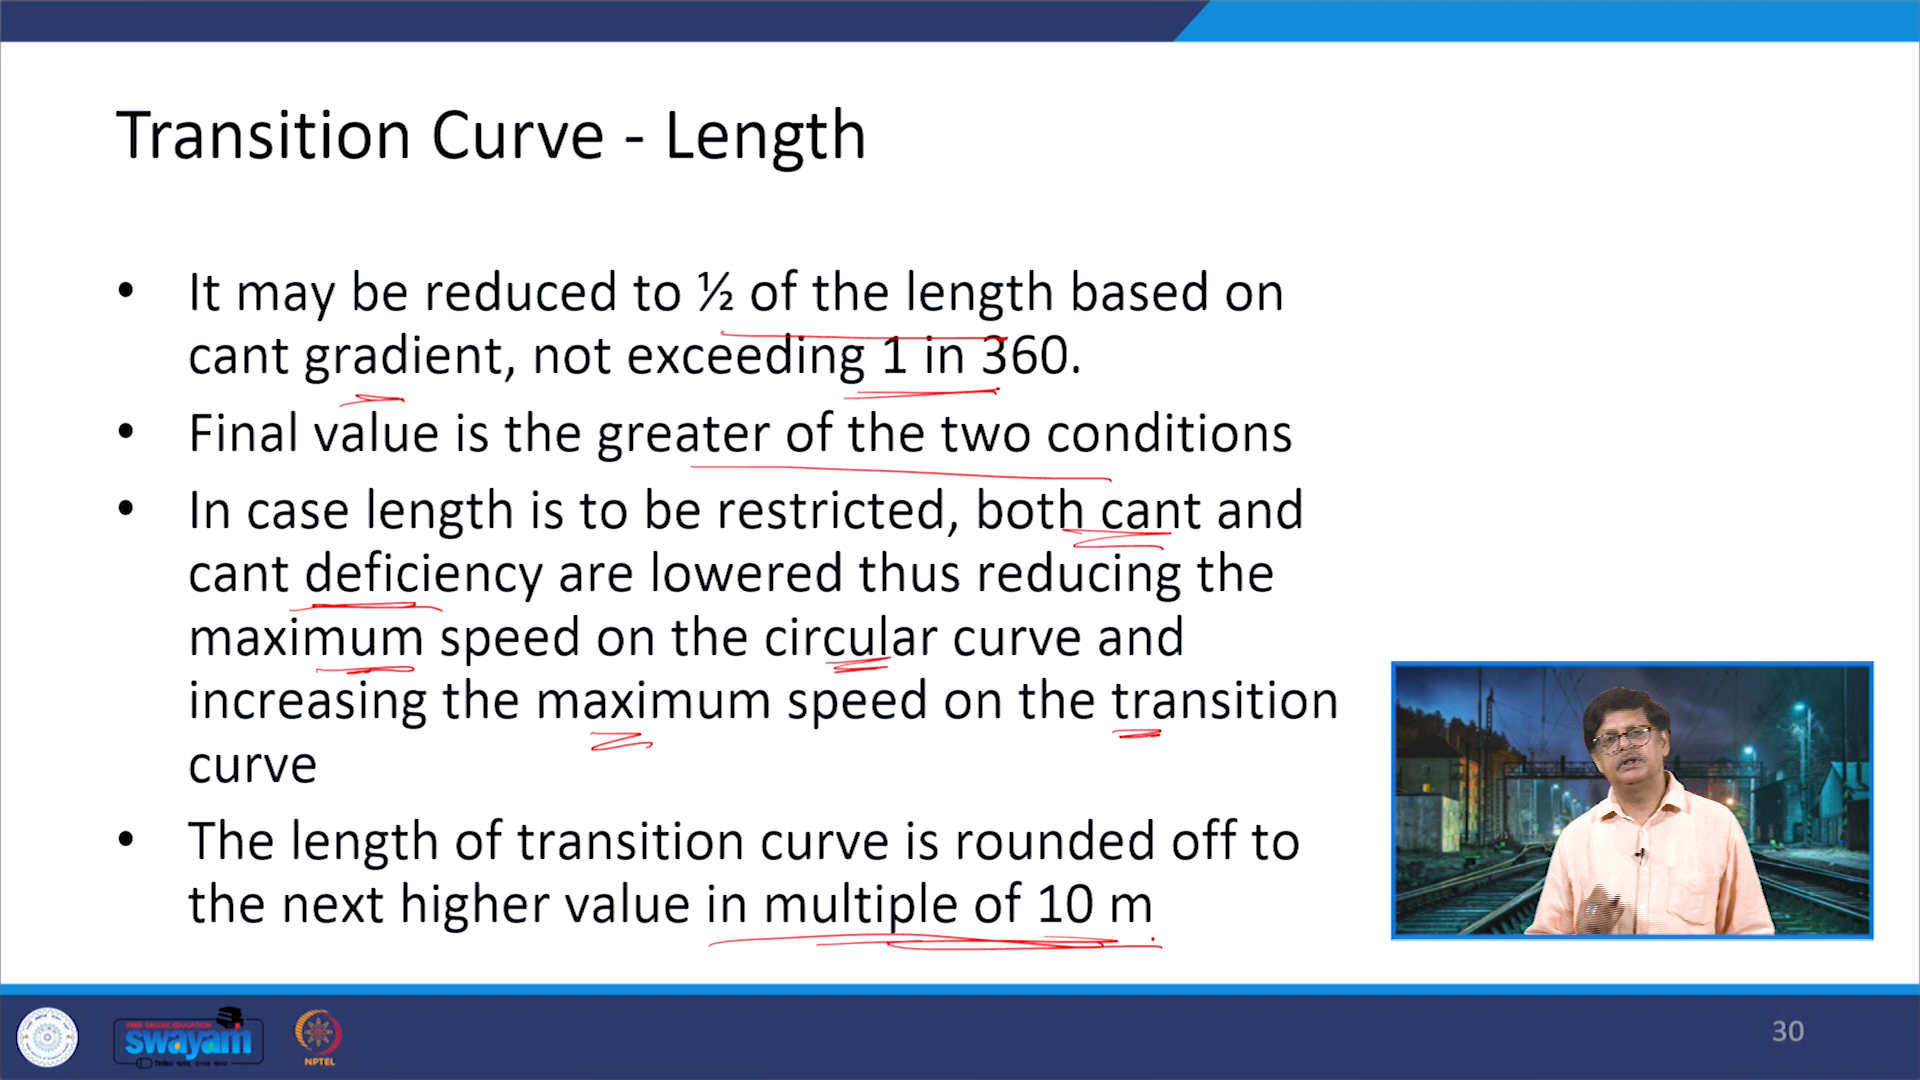 Transition Curve - Length
• It may be reduced to ½ of the length based on
cant gradient, not exceeding 1 in 360.
• Final value is the greater of the two conditions
• In case length is to be restricted, both cant and
cant deficiency are lowered thus reducing the
maximum speed on the circular curve and
increasing the maximum speed on the transition
curve
• The length of transition curve is rounded off to
the next higher value in multiple of 10 m
FREE ONLINE EDUCATION
swayam
NPTEL
30